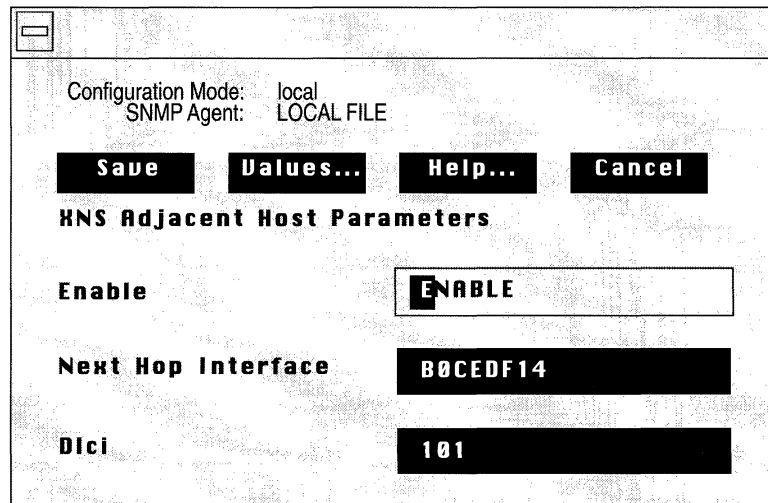 Configuration Mode: local
SNMP Agent: LOCAL FILE
Save Values... Help... Cancel
XNS Adjacent Host Parameters
Enable ENABLE
Next Hop Interface B0CEDF14
Dlci 101